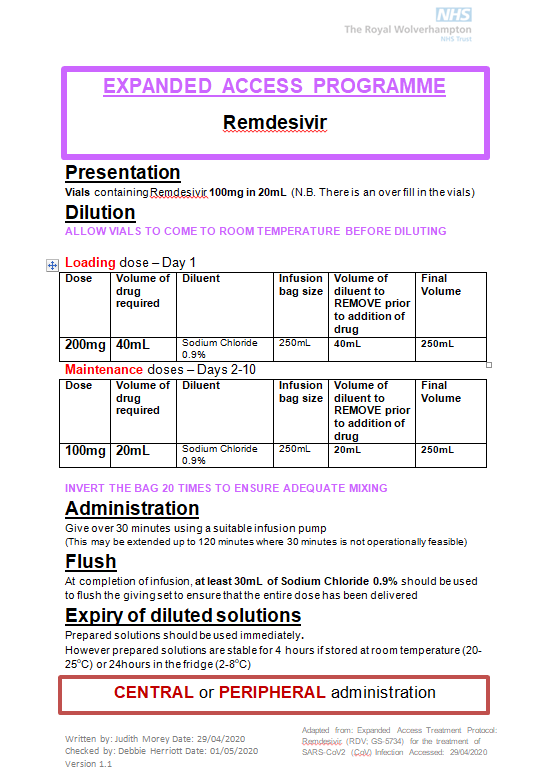 NHS
The Royal Wolverhampton
NHS Trust
EXPANDED ACCESS PROGRAMME
Remdesivir
Presentation
Vials containing Remdesivir 100mg in 20mL (N.B. There is an over fill in the vials)
Dilution
ALLOW VIALS TO COME TO ROOM TEMPERATURE BEFORE DILUTING
Loading dose – Day 1
Dose Volume of drug required Diluent Infusion bag size Volume of diluent to REMOVE prior to addition of drug Final Volume
200mg 40mL Sodium Chloride 0.9% 250mL 40mL 250mL
Maintenance doses – Days 2-10
Dose Volume of drug required Diluent Infusion bag size Volume of diluent to REMOVE prior to addition of drug Final Volume
100mg 20mL Sodium Chloride 0.9% 250mL 20mL 250mL
INVERT THE BAG 20 TIMES TO ENSURE ADEQUATE MIXING
Administration
Give over 30 minutes using a suitable infusion pump
(This may be extended up to 120 minutes where 30 minutes is not operationally feasible)
Flush
At completion of infusion, at least 30mL of Sodium Chloride 0.9% should be used
to flush the giving set to ensure that the entire dose has been delivered
Expiry of diluted solutions
Prepared solutions should be used immediately.
However prepared solutions are stable for 4 hours if stored at room temperature (20-
25°C) or 24hours in the fridge (2-8°C)
CENTRAL or PERIPHERAL administration
Written by: Judith Morey Date: 29/04/2020
Checked by: Debbie Herriott Date: 01/05/2020
Version 1.1
Adapted from: Expanded Access Treatment Protocol:
Remdesivir (RDV; GS-5734) for the treatment of
SARS-CoV2 (CoV) Infection Accessed: 29/04/2020